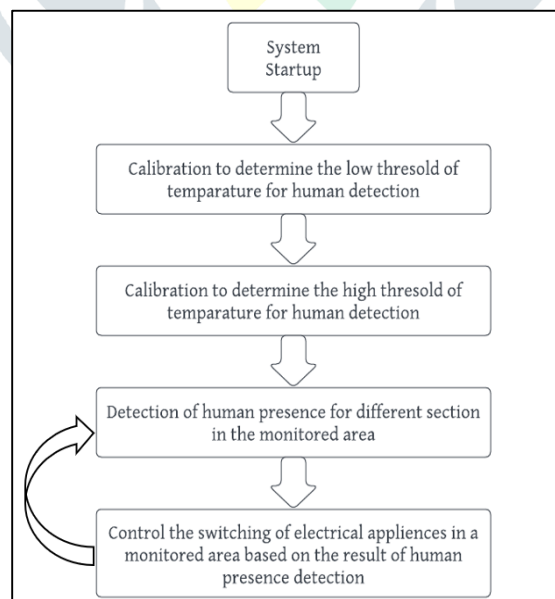 System
Startup
Calibration to determine the low thresold of
temparature for human detection
Calibration to determine the high thresold of
temparature for human detection
Detection of human presence for different section
in the monitored area
Control the switching of electrical appliences in a
monitored area based on the result of human
presence detection